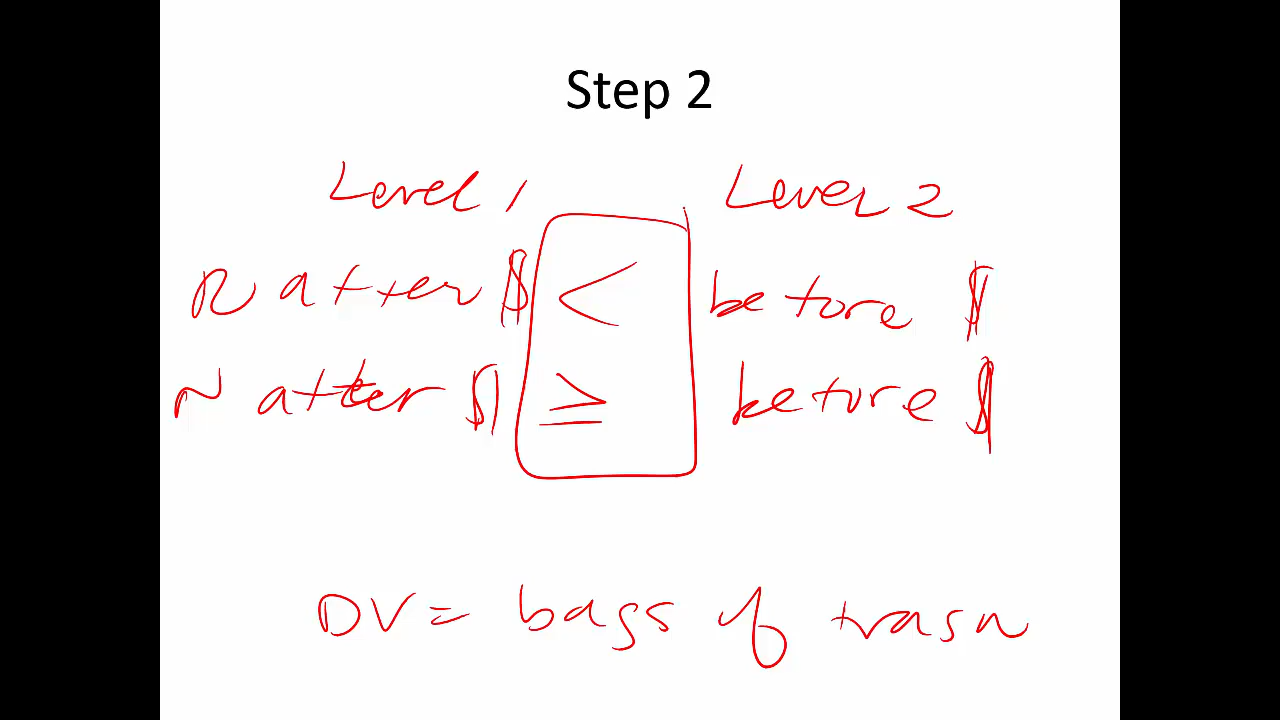 Step 2
Level 1 Level 2
R after $ < before $
N after $ ≥ before $
DV = bags of trash